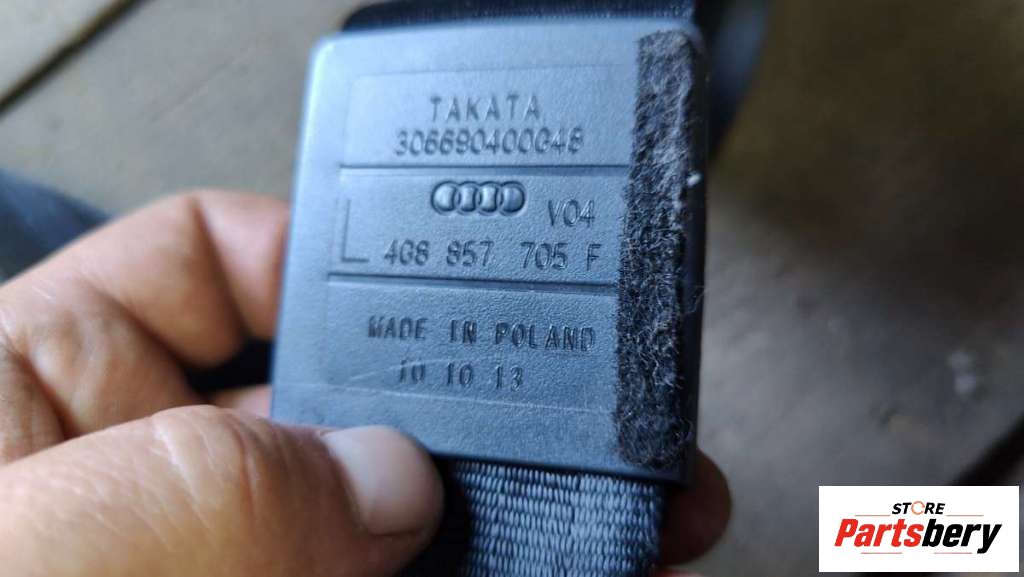 TAKATA
306690400G48
V04
L 4G8 857 705 F
MADE IN POLAND
10 10 13
STORE
Partsbery